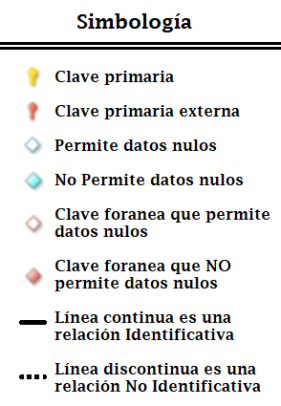 Simbología
Clave primaria
Clave primaria externa
Permite datos nulos
No Permite datos nulos
Clave foranea que permite
datos nulos
Clave foranea que NO
permite datos nulos
Línea continua es una
relación Identificativa
Línea discontinua es una
relación No Identificativa